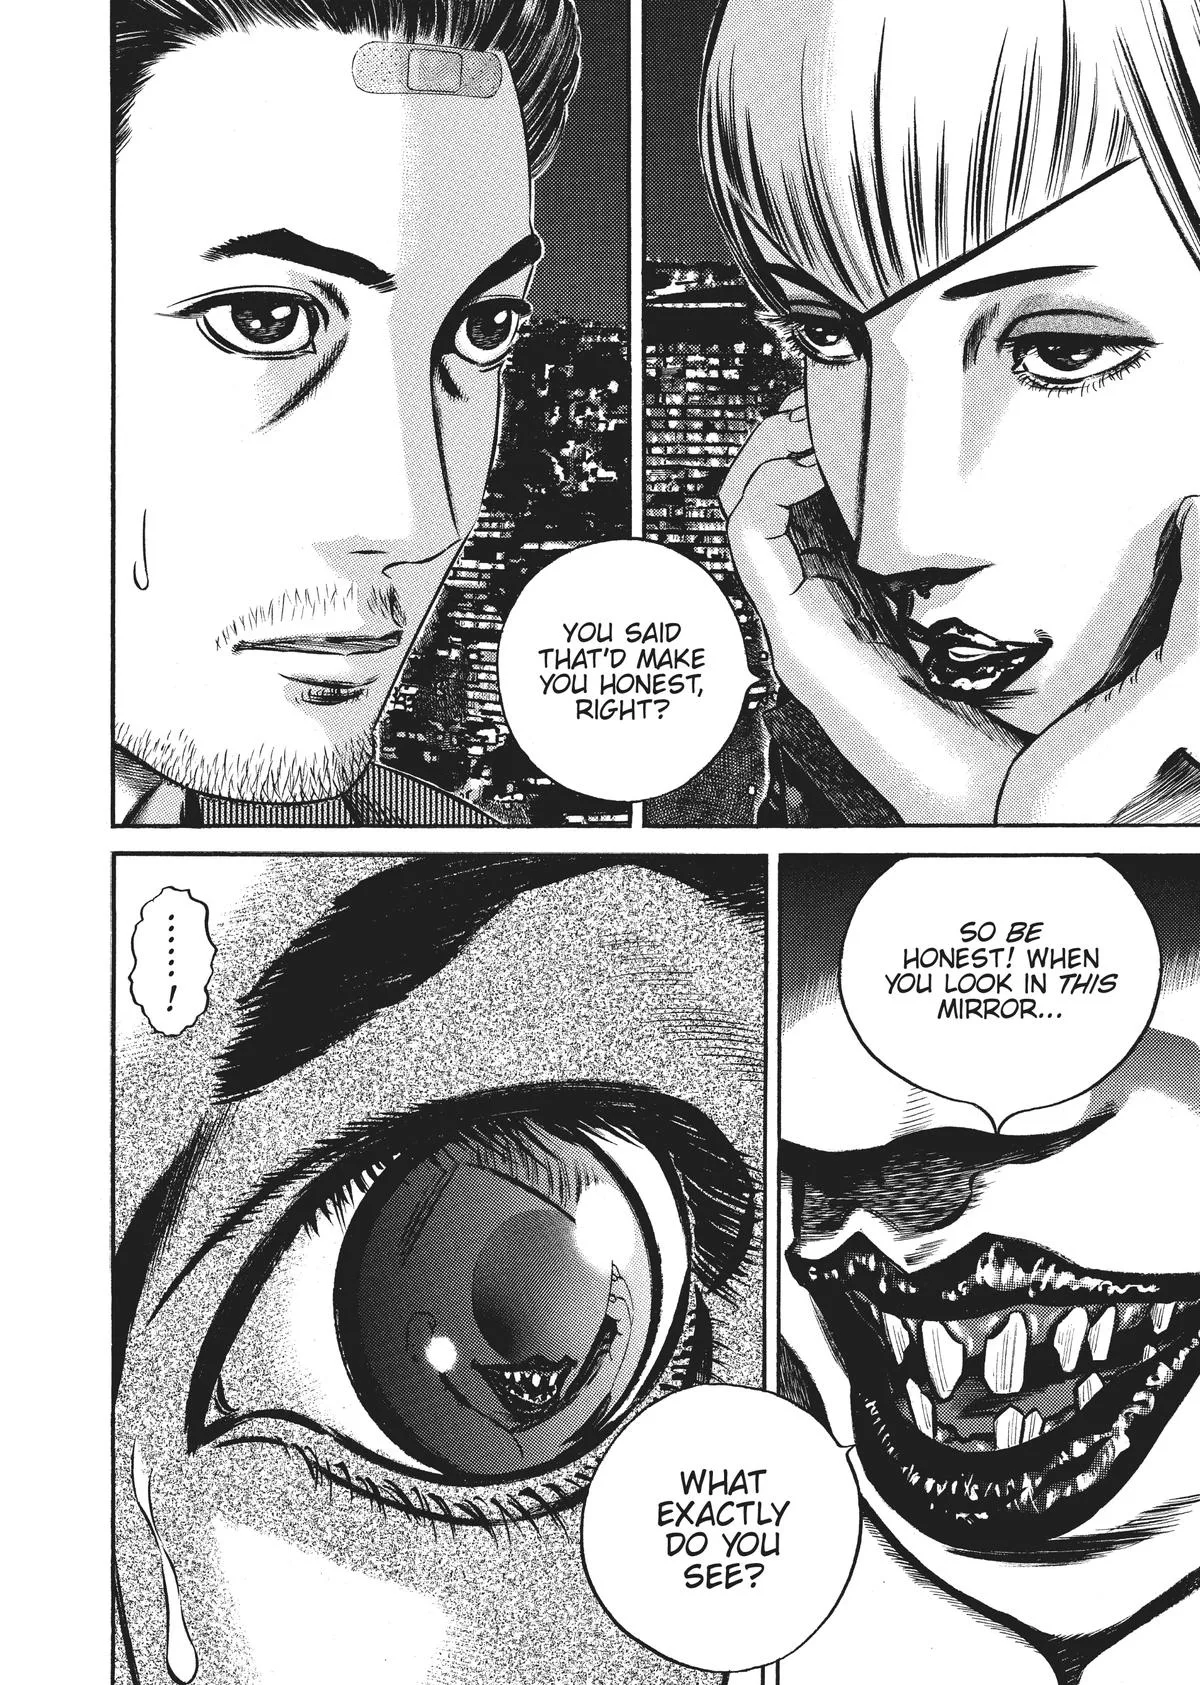 YOU SAID
THAT'D MAKE
YOU HONEST,
RIGHT?
SO BE
HONEST! WHEN
YOU LOOK IN THIS
MIRROR...
......!
WHAT
EXACTLY
DO YOU
SEE?